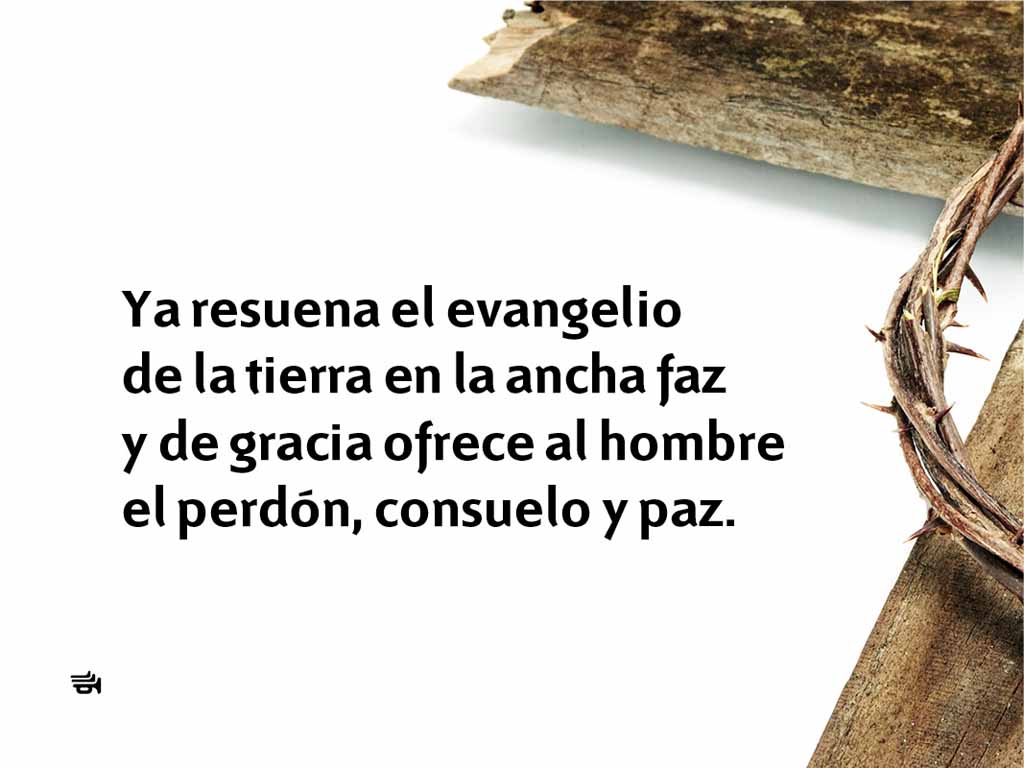 Ya resuena el evangelio
de la tierra en la ancha faz
y de gracia ofrece al hombre
el perdón, consuelo y paz.